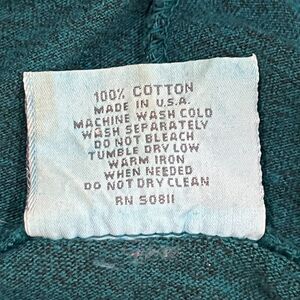 100% COTTON
MADE IN U.S.A.
MACHINE WASH COLD
WASH SEPARATELY
DO NOT BLEACH
TUMBLE DRY LOW
WARM IRON
WHEN NEEDED
DO NOT DRY CLEAN
RN 50811